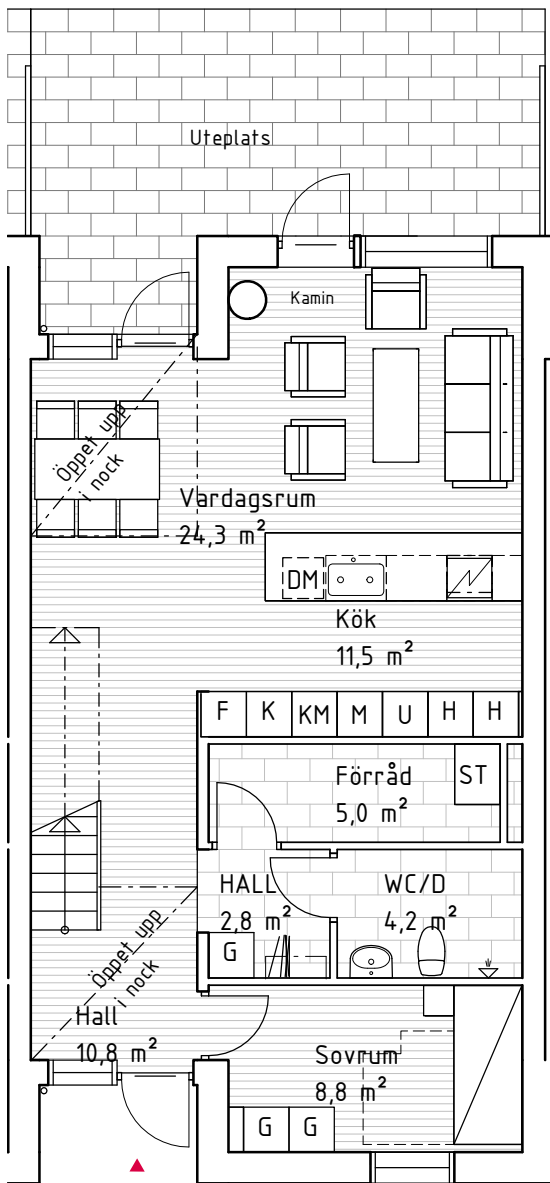 Uteplats
Kamin
Öppet upp
i nock
Vardagsrum
24,3 m²
DM
Kök
11,5 m²
F K KM M U H H
Förråd
5,0 m²
ST
HALL
2,8 m²
WC/D
4,2 m²
G
Öppet upp
i nock
Hall
10,8 m²
Sovrum
8,8 m²
G G